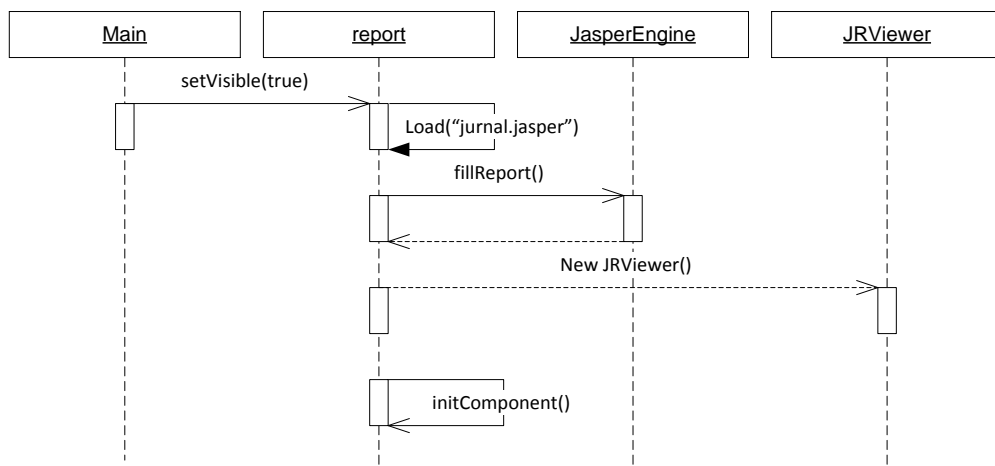 Main
report
JasperEngine
JRViewer
setVisible(true)
Load(“jurnal.jasper”)
fillReport()
New JRViewer()
initComponent()